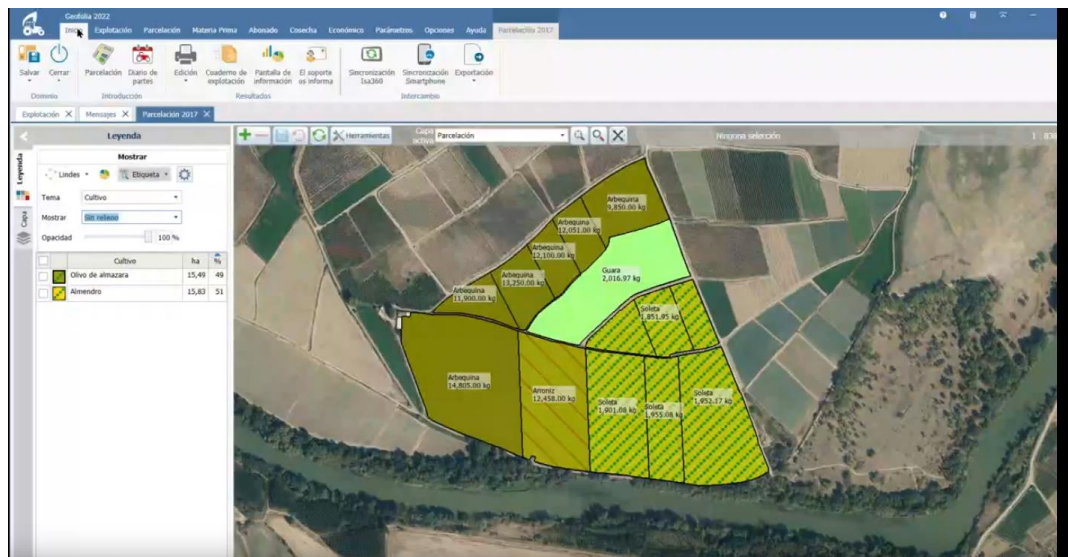 Geofolia 2022
Inicio Explotación Parcelación Materia Prima Abonado Cosecha Económico Parámetros Opciones Ayuda Parcelación 2017
Salvar Cerrar Parcelación Diario de partes Edición Cuaderno de explotación Pantalla de información El soporte os informa Sincronización Isa360 Sincronización Smartphone Exportación
Dominio Introducción Resultados Intercambio
Explotación X Mensajes X Parcelación 2017 X
Leyenda
Herramientas
Capa activa
Parcelación
Ninguna selección
Leyenda
Capa
Mostrar
Lindes
Etiqueta
Tema Cultivo
Mostrar Sin relleno
Opacidad 100 %
Cultivo ha %
Olivo de almazara 15,49 49
Almendro 15,83 51
Arbequina
9,850.00 kg
Arbequina
12,051.00 kg
Arbequina
12,100.00 kg
Arbequina
13,250.00 kg
Arbequina
11,900.00 kg
Guara
2,016.97 kg
Soleta
1,851.95 kg
Arbequina
14,805.00 kg
Arroniz
12,458.00 kg
Soleta
1,901.08 kg
Soleta
1,955.08 kg
Soleta
1,952.17 kg